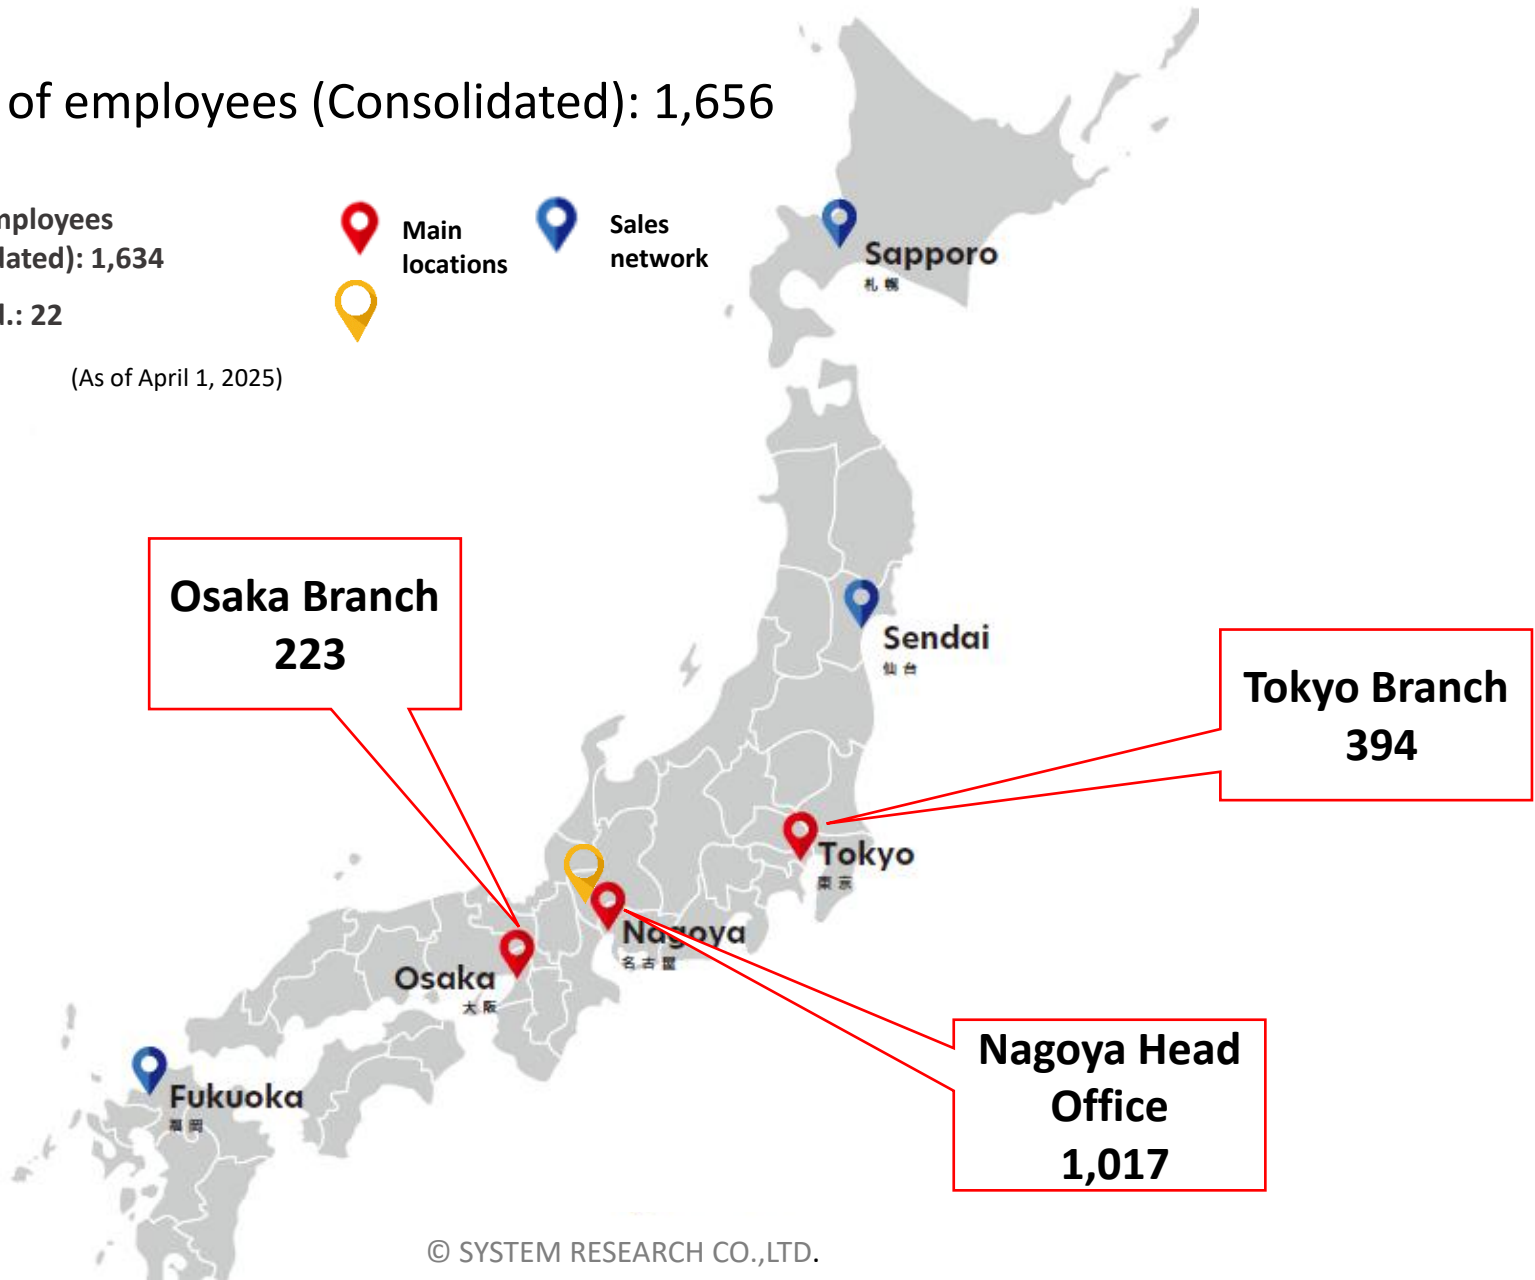 of employees (Consolidated): 1,656
mployees
dated): 1,634
d.: 22
Main
locations
Sales
network
(As of April 1, 2025)
Sapporo
札幌
Osaka Branch
223
Sendai
仙台
Tokyo Branch
394
Tokyo
東京
Nagoya
名古屋
Osaka
大阪
Nagoya Head
Office
1,017
Fukuoka
福岡
© SYSTEM RESEARCH CO.,LTD.